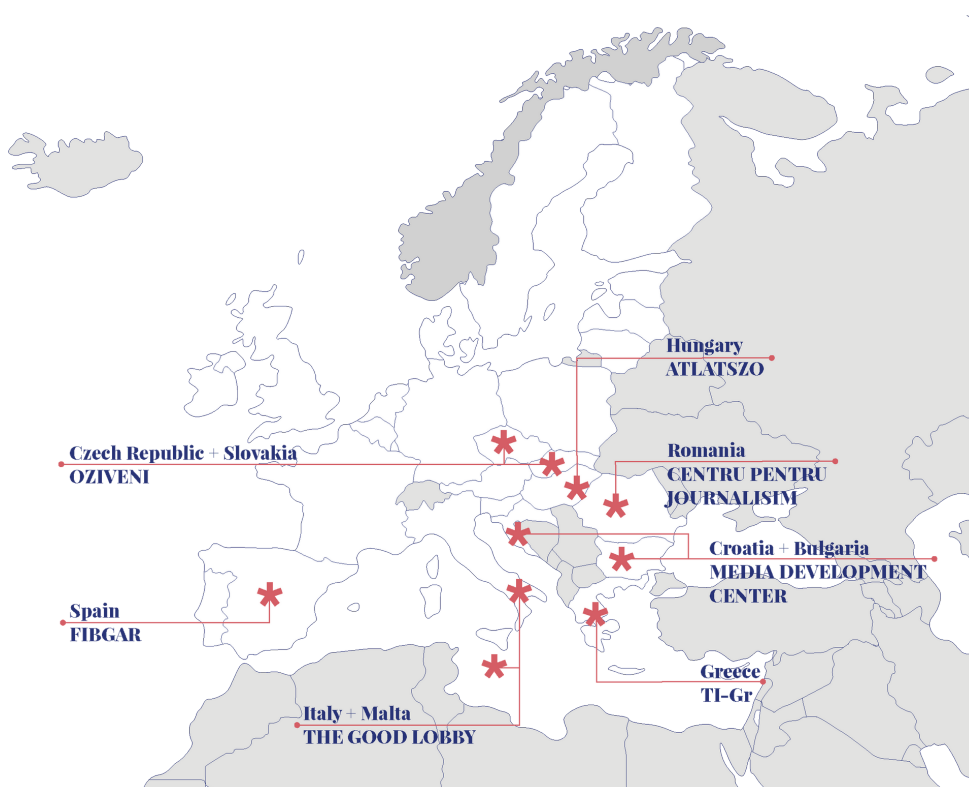 Hungary
ATLATSZO
Czech Republic + Slovakia
OZIVENI
Romania
CENTRU PENTRU
JOURNALISIM
Croatia + Bulgaria
MEDIA DEVELOPMENT
CENTER
Spain
FIBGAR
Greece
TI-Gr
Italy + Malta
THE GOOD LOBBY